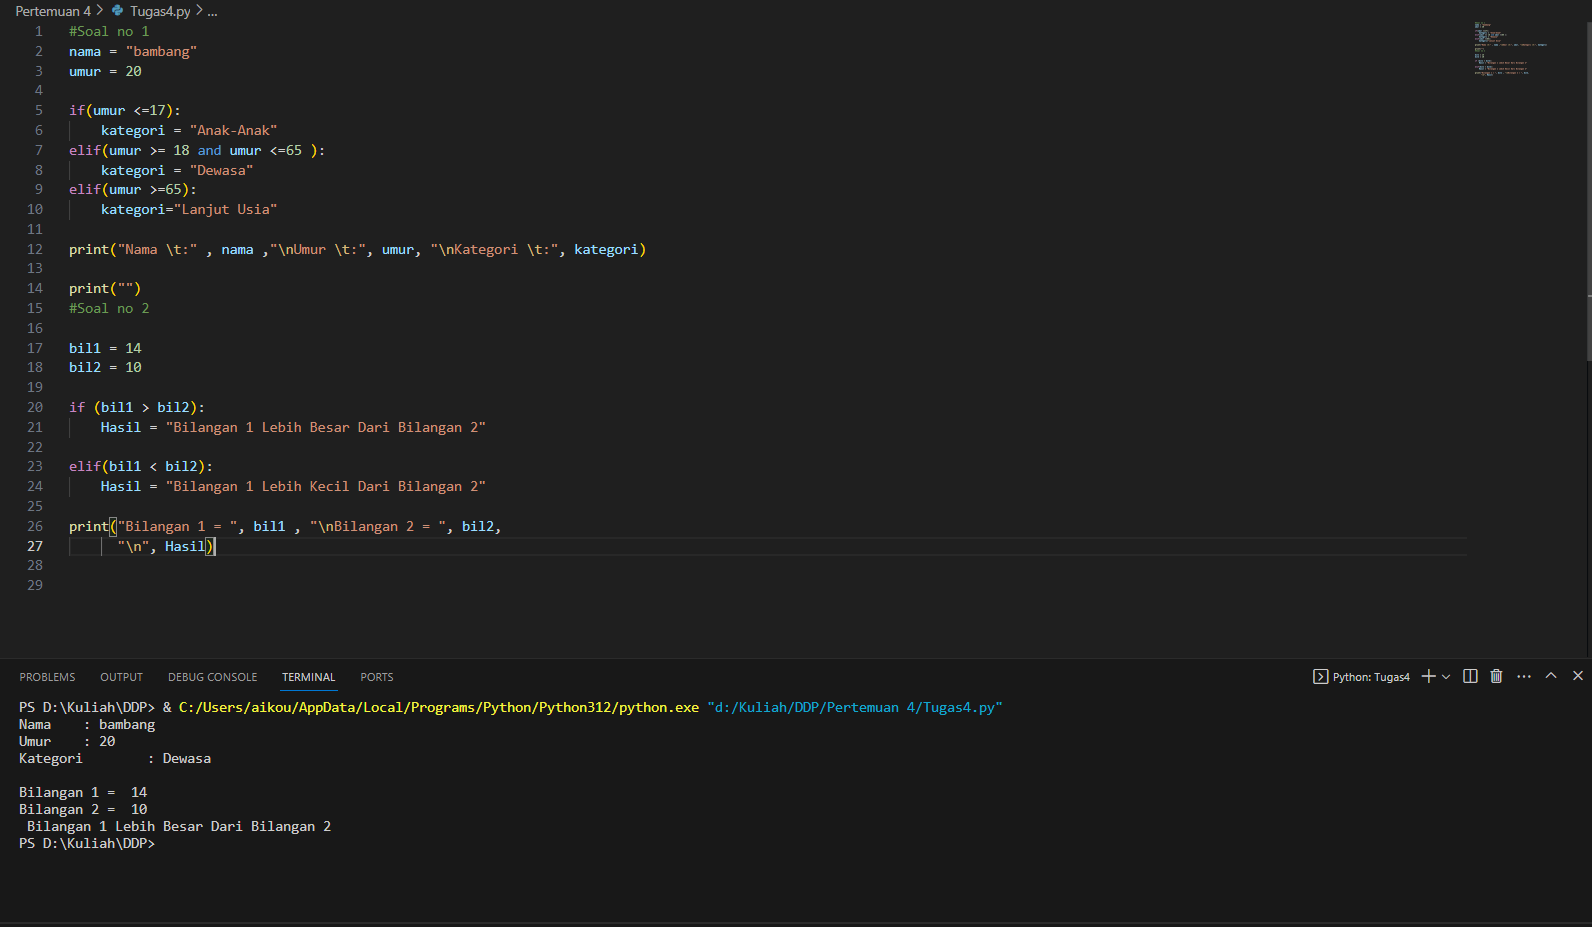 Pertemuan 4 > Tugas4.py > ...
1 #Soal no 1
2 nama = "bambang"
3 umur = 20
4
5 if(umur <=17):
6     kategori = "Anak-Anak"
7 elif(umur >= 18 and umur <=65 ):
8     kategori = "Dewasa"
9 elif(umur >=65):
10     kategori="Lanjut Usia"
11
12 print("Nama \t:" , nama ,"\nUmur \t:", umur, "\nKategori \t:", kategori)
13
14 print("")
15 #Soal no 2
16
17 bil1 = 14
18 bil2 = 10
19
20 if (bil1 > bil2):
21     Hasil = "Bilangan 1 Lebih Besar Dari Bilangan 2"
22
23 elif(bil1 < bil2):
24     Hasil = "Bilangan 1 Lebih Kecil Dari Bilangan 2"
25
26 print("Bilangan 1 = ", bil1 , "\nBilangan 2 = ", bil2,
27       "\n", Hasil)
28
29
PROBLEMS OUTPUT DEBUG CONSOLE TERMINAL PORTS Python: Tugas4
PS D:\Kuliah\DDP> & C:/Users/aikou/AppData/Local/Programs/Python/Python312/python.exe "d:/Kuliah/DDP/Pertemuan 4/Tugas4.py"
Nama    : bambang
Umur    : 20
Kategori        : Dewasa

Bilangan 1 =  14
Bilangan 2 =  10
 Bilangan 1 Lebih Besar Dari Bilangan 2
PS D:\Kuliah\DDP>